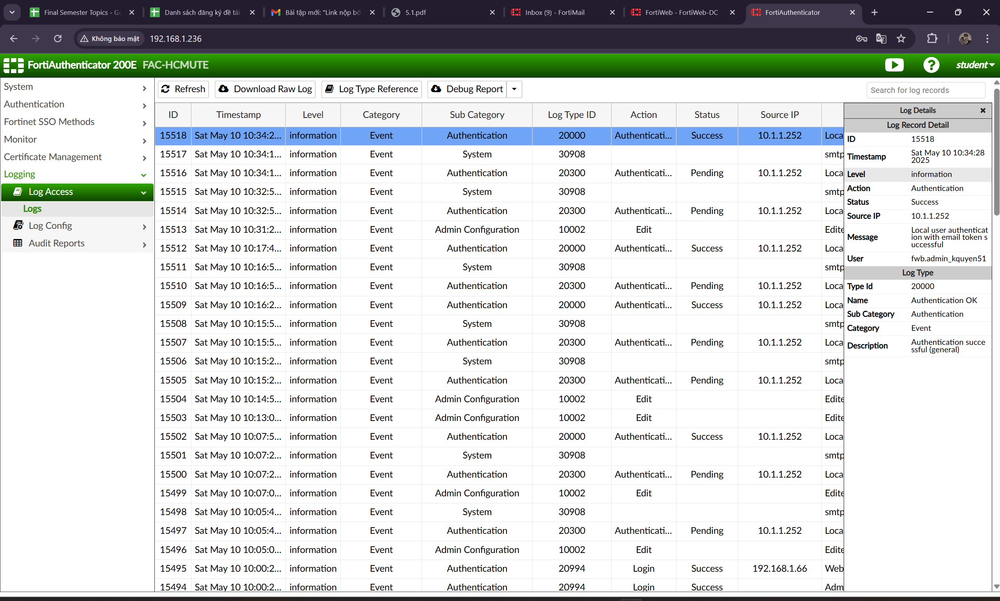 Final Semester Topics - Go
Danh sách đăng ký đề tài
Bài tập mới: "Link nộp bổ
5.1.pdf
Inbox (9) - FortiMail
FortiWeb - FortiWeb-DC
FortiAuthenticator
Không bảo mật
192.168.1.236
FortiAuthenticator 200E FAC-HCMUTE
student
System
Authentication
Fortinet SSO Methods
Monitor
Certificate Management
Logging
Log Access
Logs
Log Config
Audit Reports
Refresh
Download Raw Log
Log Type Reference
Debug Report
Search for log records
ID Timestamp Level Category Sub Category Log Type ID Action Status Source IP
15518 Sat May 10 10:34:2... information Event Authentication 20000 Authenticati... Success 10.1.1.252 Loca
15517 Sat May 10 10:34:1... information Event System 30908 smtp
15516 Sat May 10 10:34:1... information Event Authentication 20300 Authenticati... Pending 10.1.1.252 Loca
15515 Sat May 10 10:32:5... information Event System 30908 smtp
15514 Sat May 10 10:32:5... information Event Authentication 20300 Authenticati... Pending 10.1.1.252 Loca
15513 Sat May 10 10:31:2... information Event Admin Configuration 10002 Edit Edite
15512 Sat May 10 10:17:4... information Event Authentication 20000 Authenticati... Success 10.1.1.252 Loca
15511 Sat May 10 10:16:5... information Event System 30908 smtp
15510 Sat May 10 10:16:5... information Event Authentication 20300 Authenticati... Pending 10.1.1.252 Loca
15509 Sat May 10 10:16:2... information Event Authentication 20000 Authenticati... Success 10.1.1.252 Loca
15508 Sat May 10 10:15:5... information Event System 30908 smtp
15507 Sat May 10 10:15:5... information Event Authentication 20300 Authenticati... Pending 10.1.1.252 Loca
15506 Sat May 10 10:15:2... information Event System 30908 smtp
15505 Sat May 10 10:15:2... information Event Authentication 20300 Authenticati... Pending 10.1.1.252 Loca
15504 Sat May 10 10:14:5... information Event Admin Configuration 10002 Edit Edite
15503 Sat May 10 10:13:0... information Event Admin Configuration 10002 Edit Edite
15502 Sat May 10 10:07:5... information Event Authentication 20000 Authenticati... Success 10.1.1.252 Loca
15501 Sat May 10 10:07:2... information Event System 30908 smtp
15500 Sat May 10 10:07:2... information Event Authentication 20300 Authenticati... Pending 10.1.1.252 Loca
15499 Sat May 10 10:07:0... information Event Admin Configuration 10002 Edit Edite
15498 Sat May 10 10:05:4... information Event System 30908 smtp
15497 Sat May 10 10:05:4... information Event Authentication 20300 Authenticati... Pending 10.1.1.252 Loca
15496 Sat May 10 10:05:0... information Event Admin Configuration 10002 Edit Edite
15495 Sat May 10 10:00:2... information Event Authentication 20994 Login Success 192.168.1.66 Web
15494 Sat May 10 10:00:2... information Event Authentication 20994 Login Success Adm
Log Details
Log Record Detail
ID 15518
Timestamp Sat May 10 10:34:28
2025
Level information
Action Authentication
Status Success
Source IP 10.1.1.252
Message Local user authenticat
ion with email token s
uccessful
User fwb.admin_kquyen51
Log Type
Type Id 20000
Name Authentication OK
Sub Category Authentication
Category Event
Description Authentication succe
ssful (general)